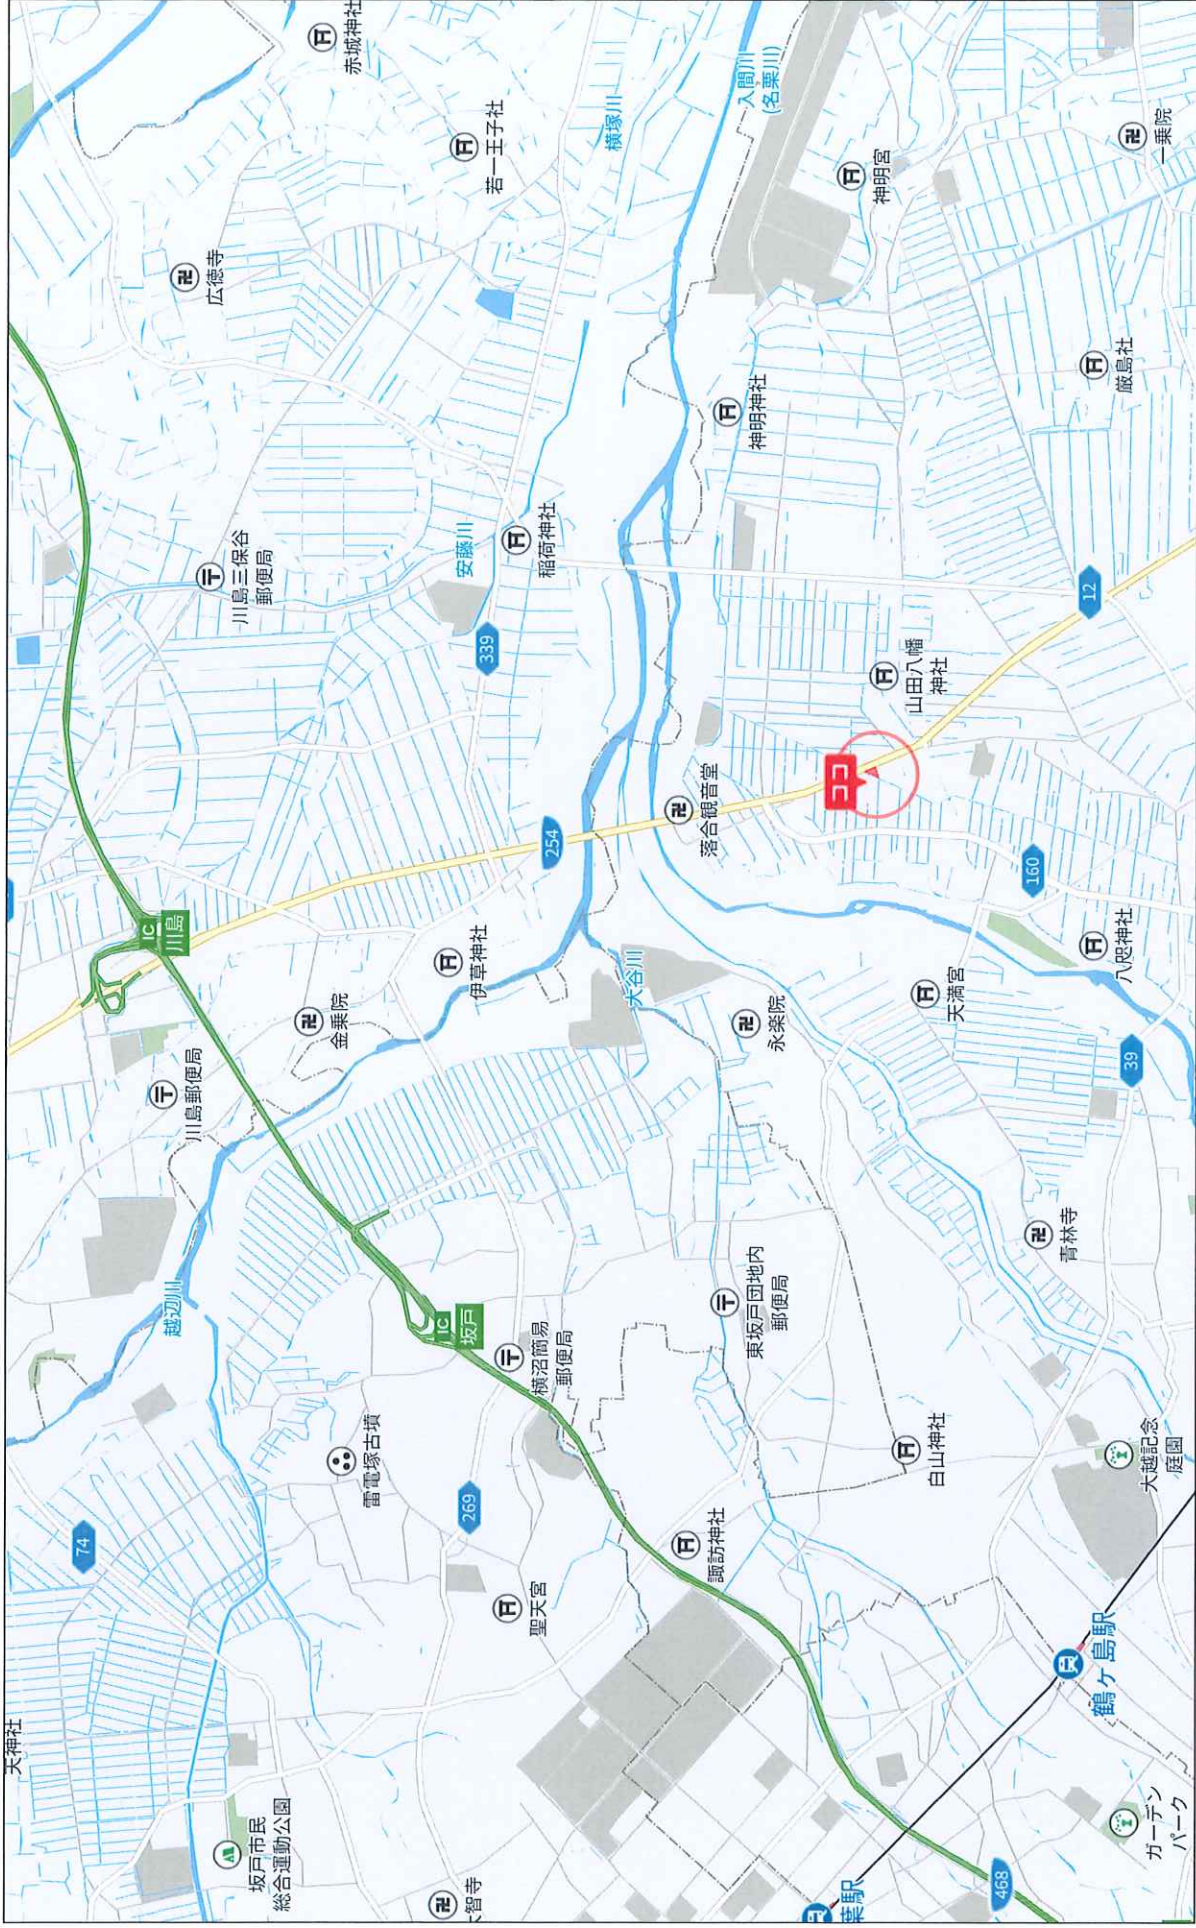 天神社
74
越辺川
川島郵便局
IC
川島
川島三保谷
郵便局
広徳寺
赤城神社
坂戸市民
総合運動公園
雷電塚古墳
金乗院
若一王子社
智寺
聖天宮
269
横沼簡易
郵便局
IC
坂戸
伊草神社
254
339
安藤川
稲荷神社
横塚川
諏訪神社
東坂戸団地内
郵便局
永楽院
大谷川
落合観音堂
神明神社
入間川
(名栗川)
葉駅
白山神社
天満宮
ココ
山田八幡
神社
神明宮
468
鶴ヶ島駅
青林寺
160
12
厳島社
ガーデン
パーク
大越記念
庭園
39
八咫神社
一乗院